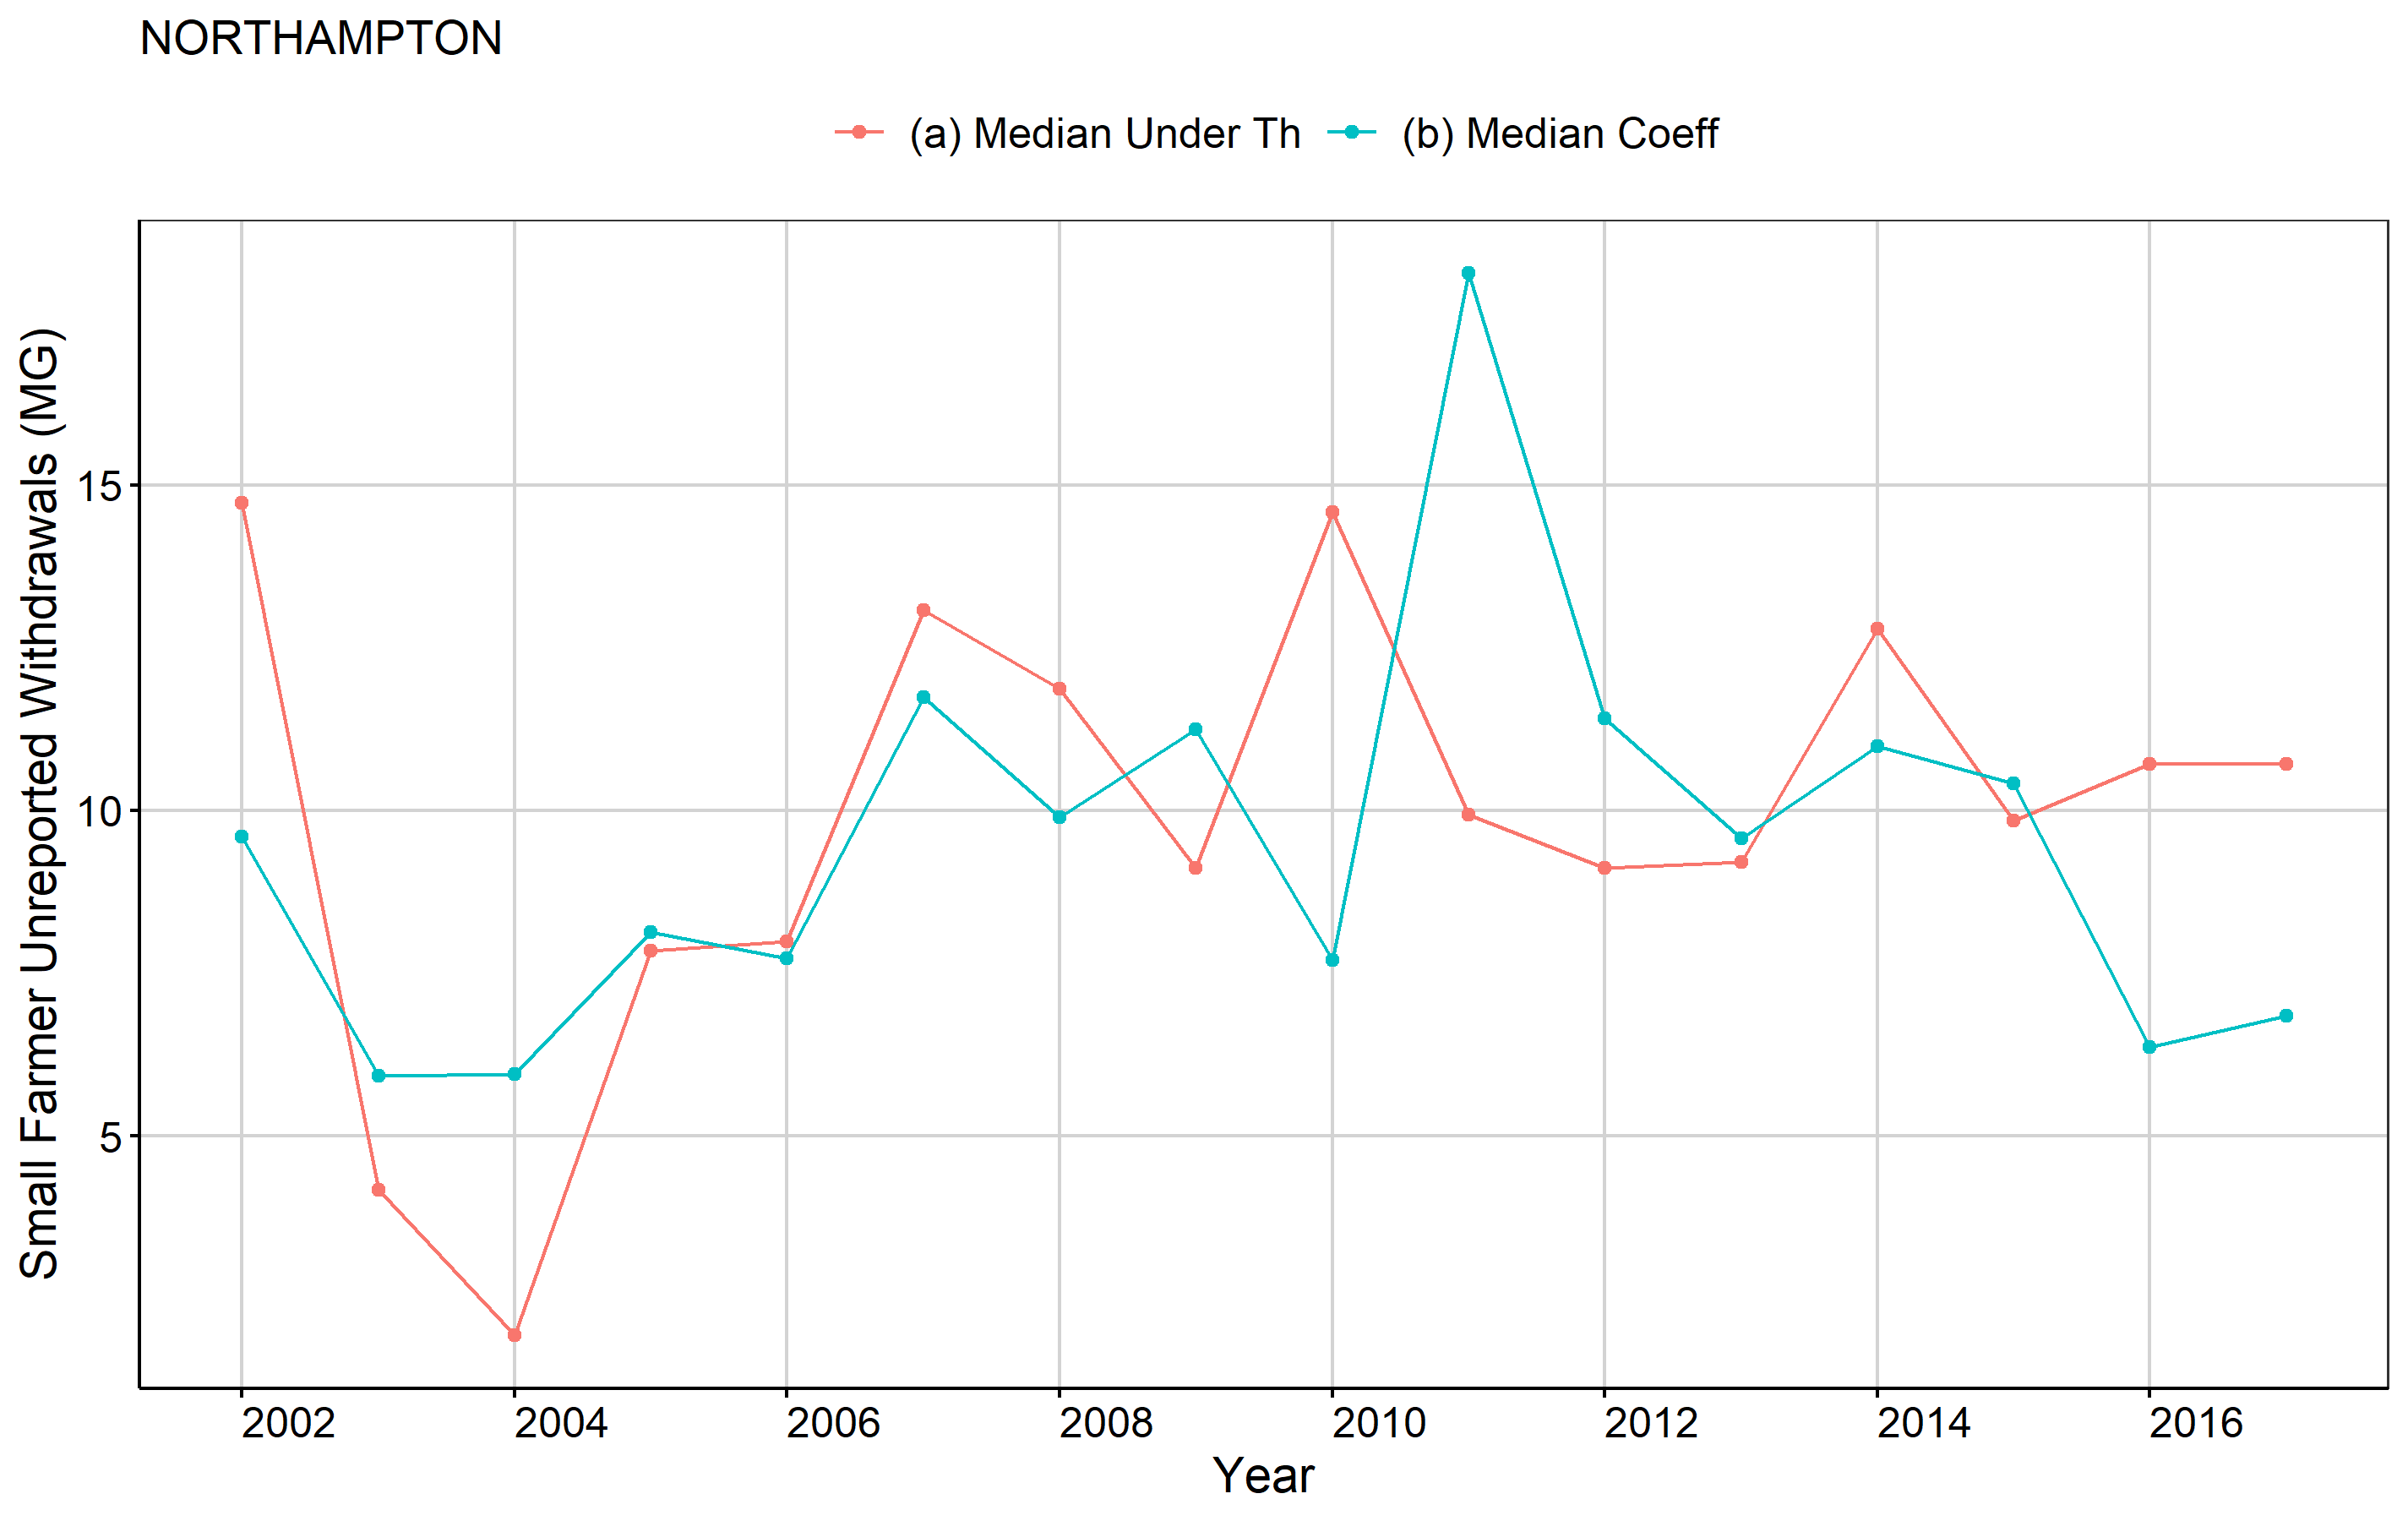 NORTHAMPTON
(a) Median Under Th (b) Median Coeff
Small Farmer Unreported Withdrawals (MG)
15
10
5
2002 2004 2006 2008 2010 2012 2014 2016
Year